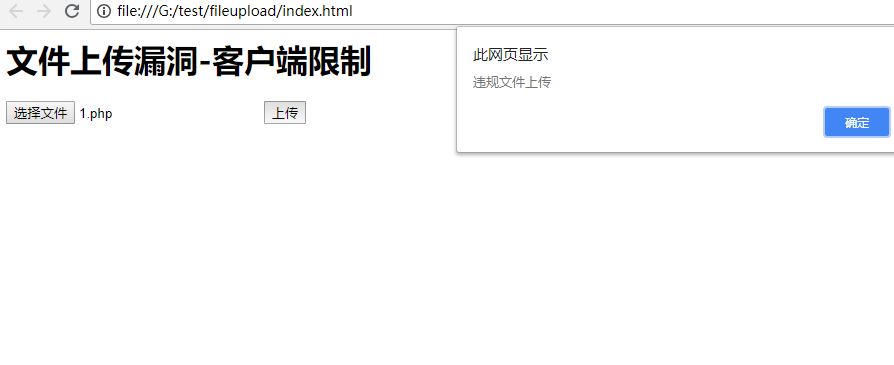 file:///G:/test/fileupload/index.html
文件上传漏洞-客户端限制
选择文件 1.php 上传
此网页显示
违规文件上传
确定